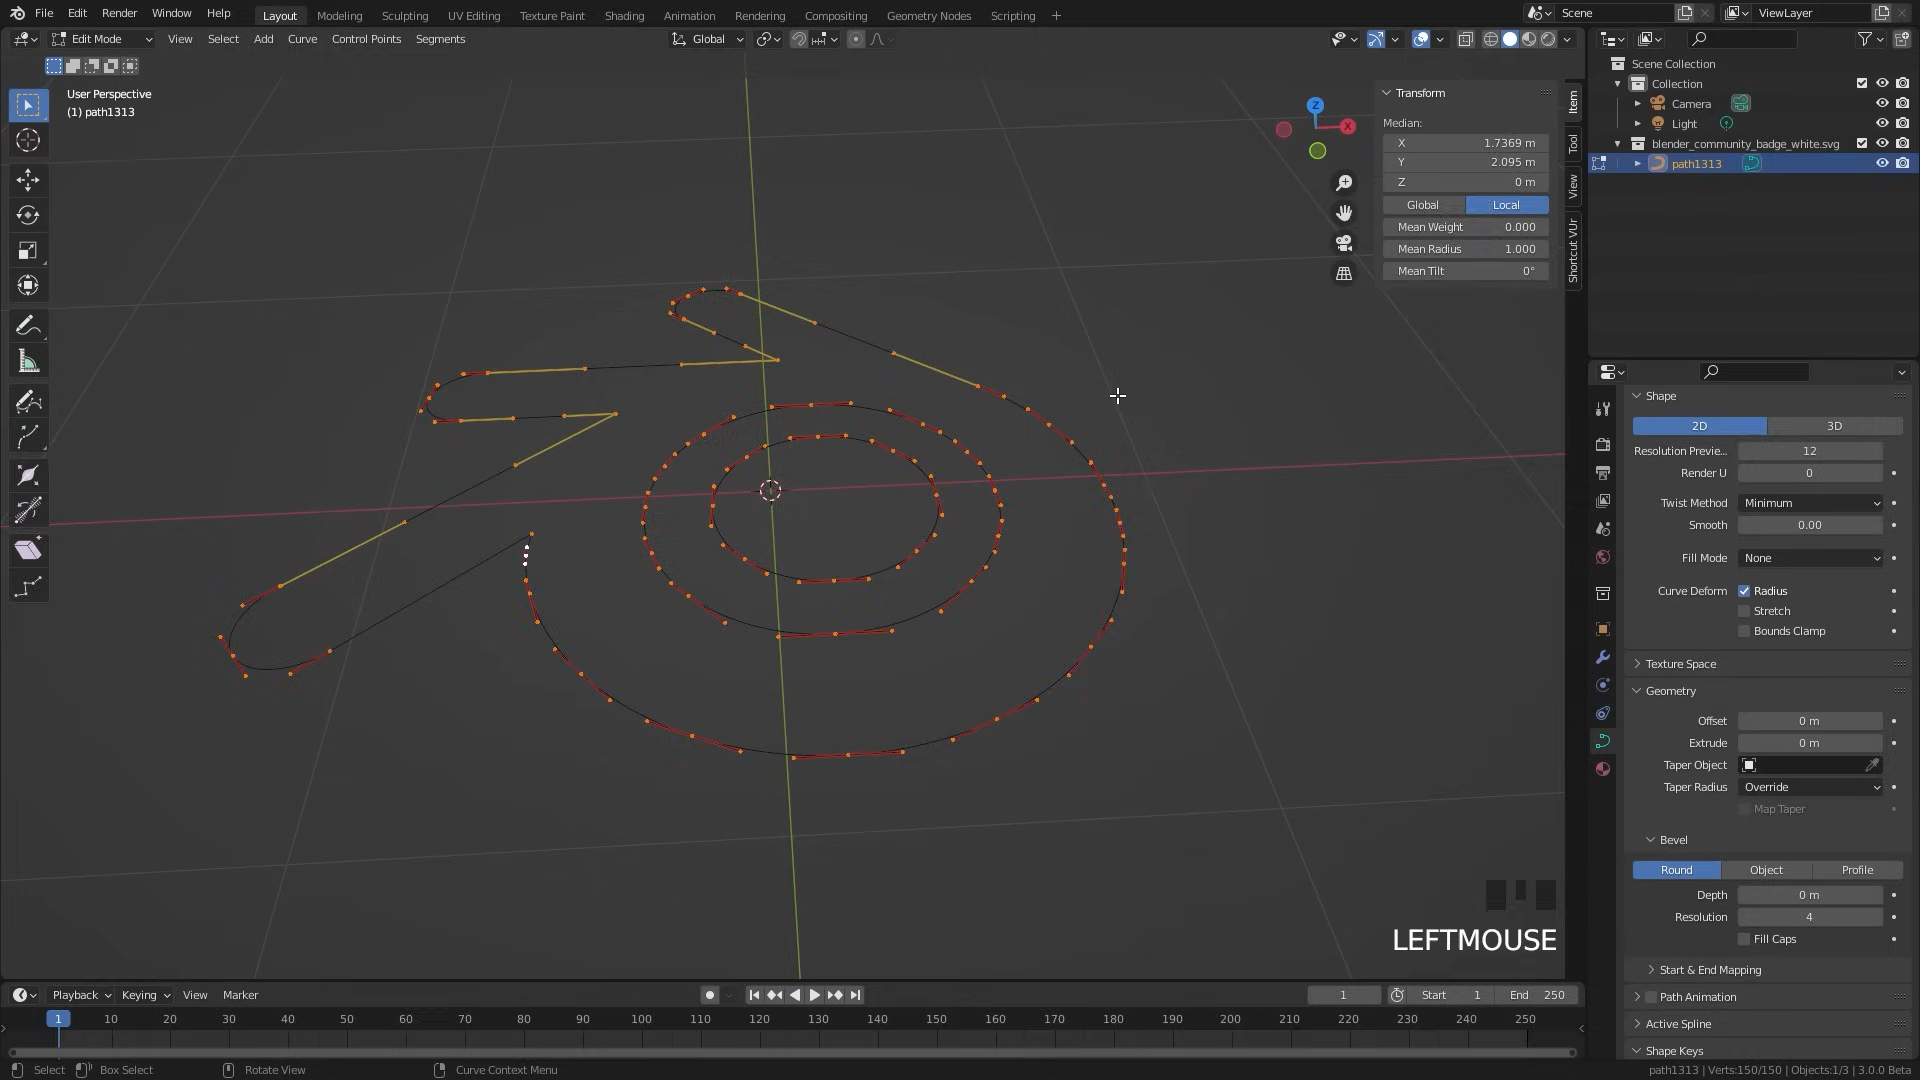 File Edit Render Window Help Layout Modeling Sculpting UV Editing Texture Paint Shading Animation Rendering Compositing Geometry Nodes Scripting + Scene ViewLayer
Edit Mode View Select Add Curve Control Points Segments Global
User Perspective
(1) path1313
Transform
Median:
X 1.7369 m
Y 2.095 m
Z 0 m
Global Local
Mean Weight 0.000
Mean Radius 1.000
Mean Tilt 0°
Z
X
Item
Tool
View
Shortcut VUr
LEFTMOUSE
Scene Collection
Collection
Camera
Light
blender_community_badge_white.svg
path1313
Shape
2D 3D
Resolution Previe... 12
Render U 0
Twist Method Minimum
Smooth 0.00
Fill Mode None
Curve Deform Radius
Stretch
Bounds Clamp
Texture Space
Geometry
Offset 0 m
Extrude 0 m
Taper Object
Taper Radius Override
Map Taper
Bevel
Round Object Profile
Depth 0 m
Resolution 4
Fill Caps
Start & End Mapping
Path Animation
Active Spline
Shape Keys
Playback Keying View Marker 1 Start 1 End 250
1 10 20 30 40 50 60 70 80 90 100 110 120 130 140 150 160 170 180 190 200 210 220 230 240 250
Select Box Select Rotate View Curve Context Menu path1313 | Verts:150/150 | Objects:1/3 | 3.0.0 Beta